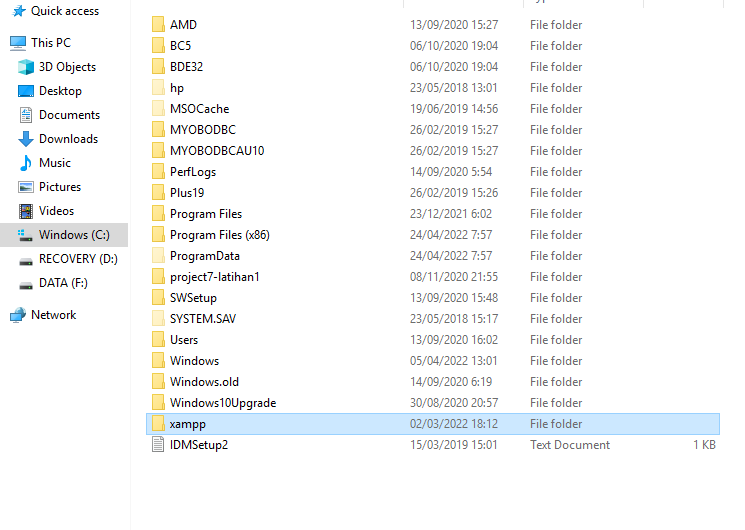 Quick access
This PC
3D Objects
Desktop
Documents
Downloads
Music
Pictures
Videos
Windows (C:)
RECOVERY (D:)
DATA (F:)
Network
AMD 13/09/2020 15:27 File folder
BC5 06/10/2020 19:04 File folder
BDE32 06/10/2020 19:04 File folder
hp 23/05/2018 13:01 File folder
MSOCache 19/06/2019 14:56 File folder
MYOBODBC 26/02/2019 15:27 File folder
MYOBODBCAU10 26/02/2019 15:27 File folder
PerfLogs 14/09/2020 5:54 File folder
Plus19 26/02/2019 15:26 File folder
Program Files 23/12/2021 6:02 File folder
Program Files (x86) 24/04/2022 7:57 File folder
ProgramData 24/04/2022 7:57 File folder
project7-latihan1 08/11/2020 21:55 File folder
SWSetup 13/09/2020 15:48 File folder
SYSTEM.SAV 23/05/2018 15:17 File folder
Users 13/09/2020 16:02 File folder
Windows 05/04/2022 13:01 File folder
Windows.old 14/09/2020 6:19 File folder
Windows10Upgrade 30/08/2020 20:57 File folder
xampp 02/03/2022 18:12 File folder
IDMSetup2 15/03/2019 15:01 Text Document 1 KB